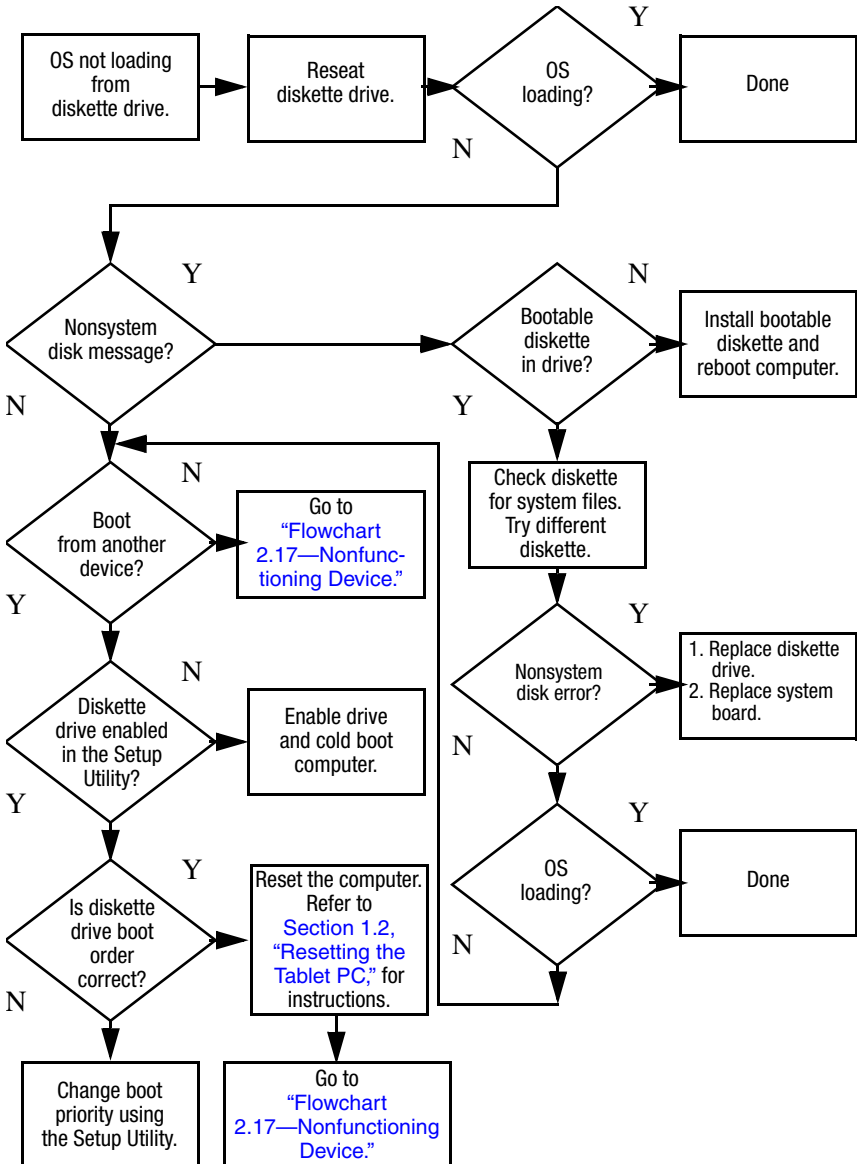 OS not loading
from
diskette drive.
Reseat
diskette drive.
OS
loading?
Y
Done
N
Nonsystem
disk message?
Y
Bootable
diskette
in drive?
N
Install bootable
diskette and
reboot computer.
N
Y
Boot
from another
device?
N
Go to
“Flowchart
2.17—Nonfunc-
tioning Device.”
Check diskette
for system files.
Try different
diskette.
Y
Diskette
drive enabled
in the Setup
Utility?
N
Enable drive
and cold boot
computer.
Nonsystem
disk error?
Y
1. Replace diskette
drive.
2. Replace system
board.
N
Y
Is diskette
drive boot
order
correct?
Y
Reset the computer.
Refer to
Section 1.2,
“Resetting the
Tablet PC,” for
instructions.
OS
loading?
Y
Done
N
N
Change boot
priority using
the Setup Utility.
Go to
“Flowchart
2.17—Nonfunctioning
Device.”